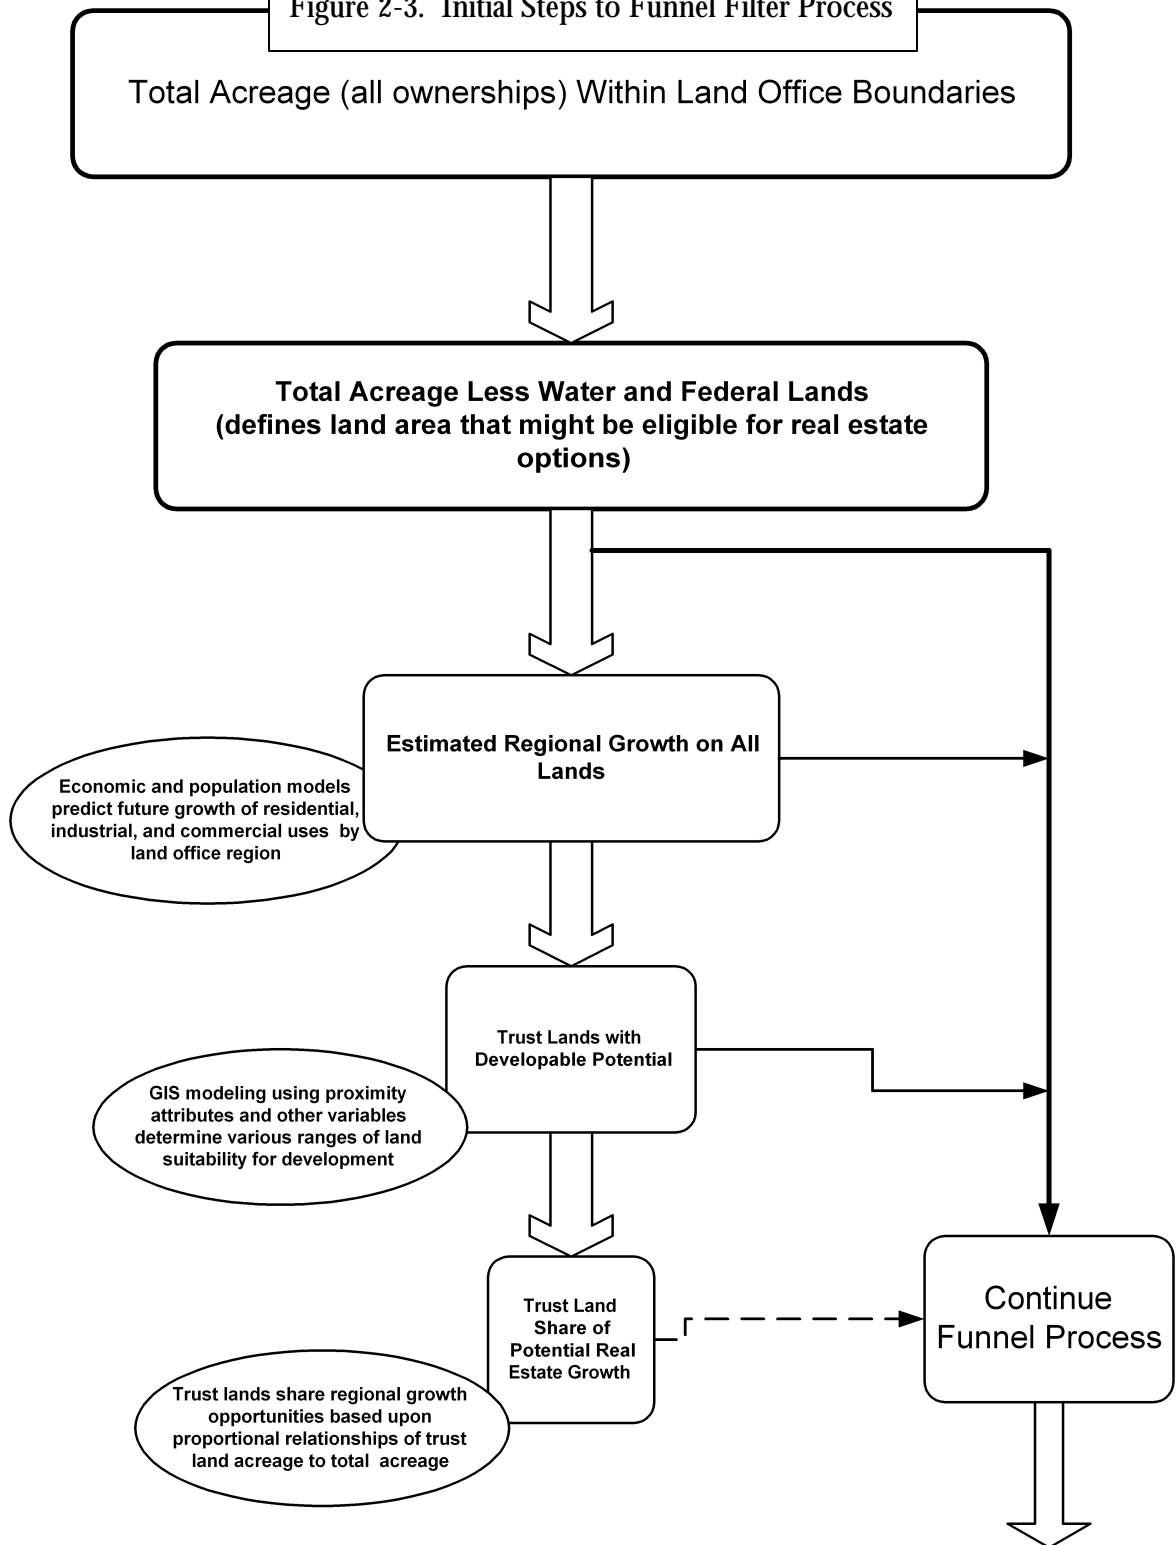 Figure 2-3. Initial Steps to Funnel Filter Process
Total Acreage (all ownerships) Within Land Office Boundaries
Total Acreage Less Water and Federal Lands
(defines land area that might be eligible for real estate
options)
Estimated Regional Growth on All
Lands
Economic and population models
predict future growth of residential,
industrial, and commercial uses by
land office region
Trust Lands with
Developable Potential
GIS modeling using proximity
attributes and other variables
determine various ranges of land
suitability for development
Trust Land
Share of
Potential Real
Estate Growth
Continue
Funnel Process
Trust lands share regional growth
opportunities based upon
proportional relationships of trust
land acreage to total acreage